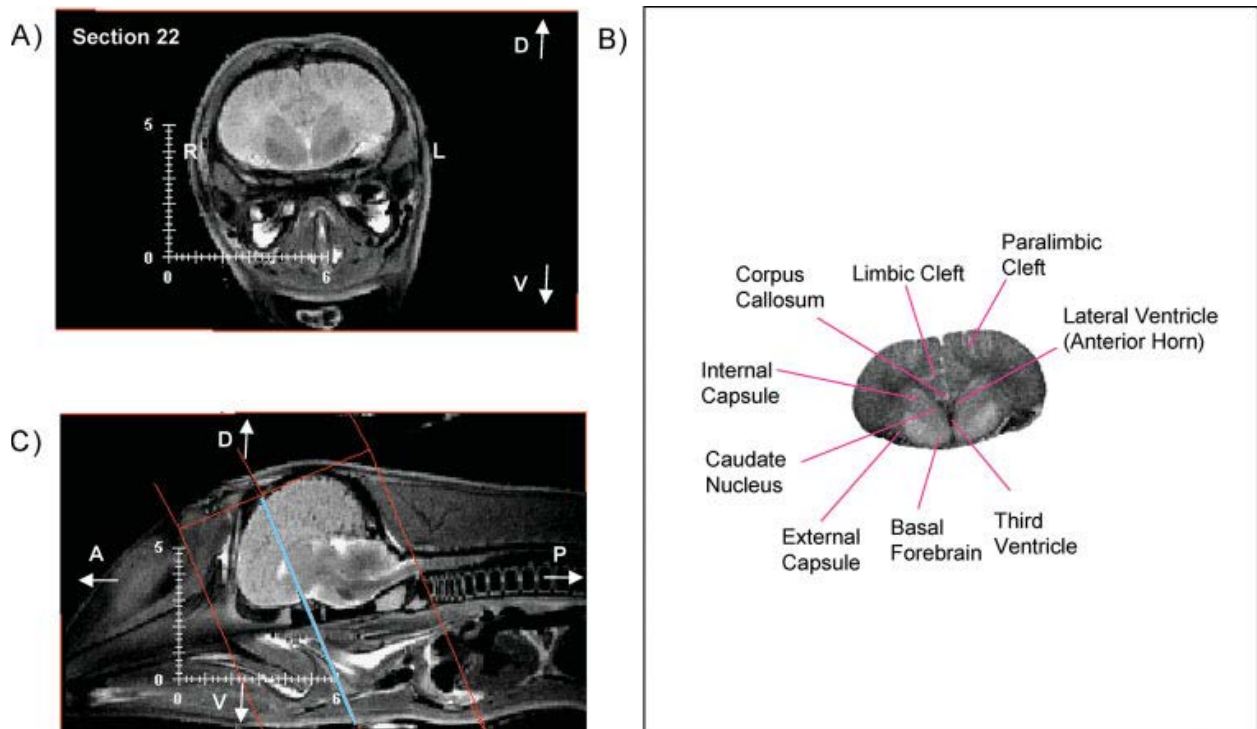 A)
Section 22
D
5
R
L
0
0
6
V
B)
Paralimbic
Cleft
Limbic Cleft
Corpus
Callosum
Lateral Ventricle
(Anterior Horn)
Internal
Capsule
Caudate
Nucleus
External
Capsule
Basal
Forebrain
Third
Ventricle
C)
D
A
5
P
0
0
V
6